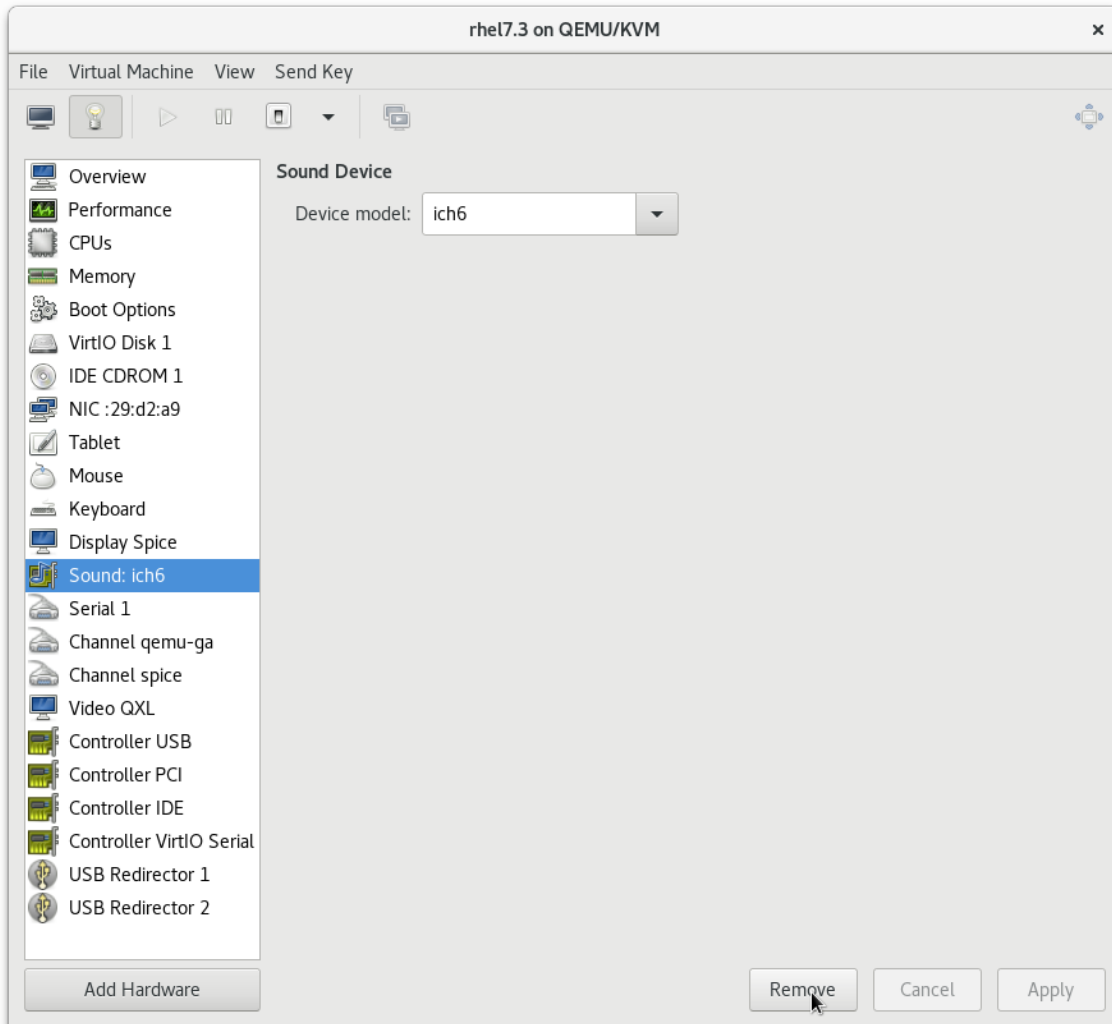 rhel7.3 on QEMU/KVM
File Virtual Machine View Send Key
Overview
Performance
CPUs
Memory
Boot Options
VirtIO Disk 1
IDE CDROM 1
NIC :29:d2:a9
Tablet
Mouse
Keyboard
Display Spice
Sound: ich6
Serial 1
Channel qemu-ga
Channel spice
Video QXL
Controller USB
Controller PCI
Controller IDE
Controller VirtIO Serial
USB Redirector 1
USB Redirector 2
Add Hardware
Sound Device
Device model: ich6
Remove Cancel Apply